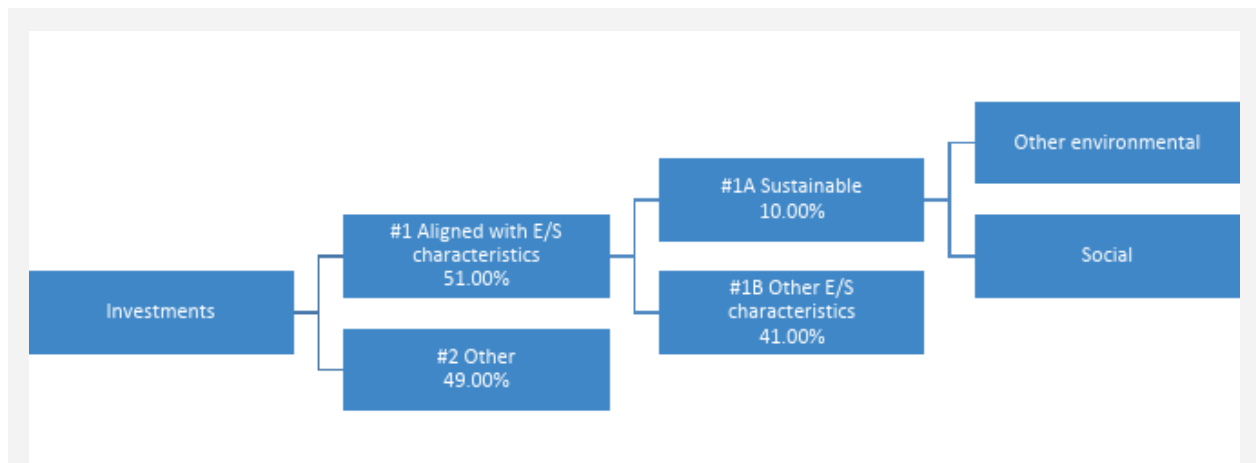 Other environmental
#1A Sustainable
10.00%
#1 Aligned with E/S
characteristics
51.00%
Social
#1B Other E/S
characteristics
41.00%
Investments
#2 Other
49.00%